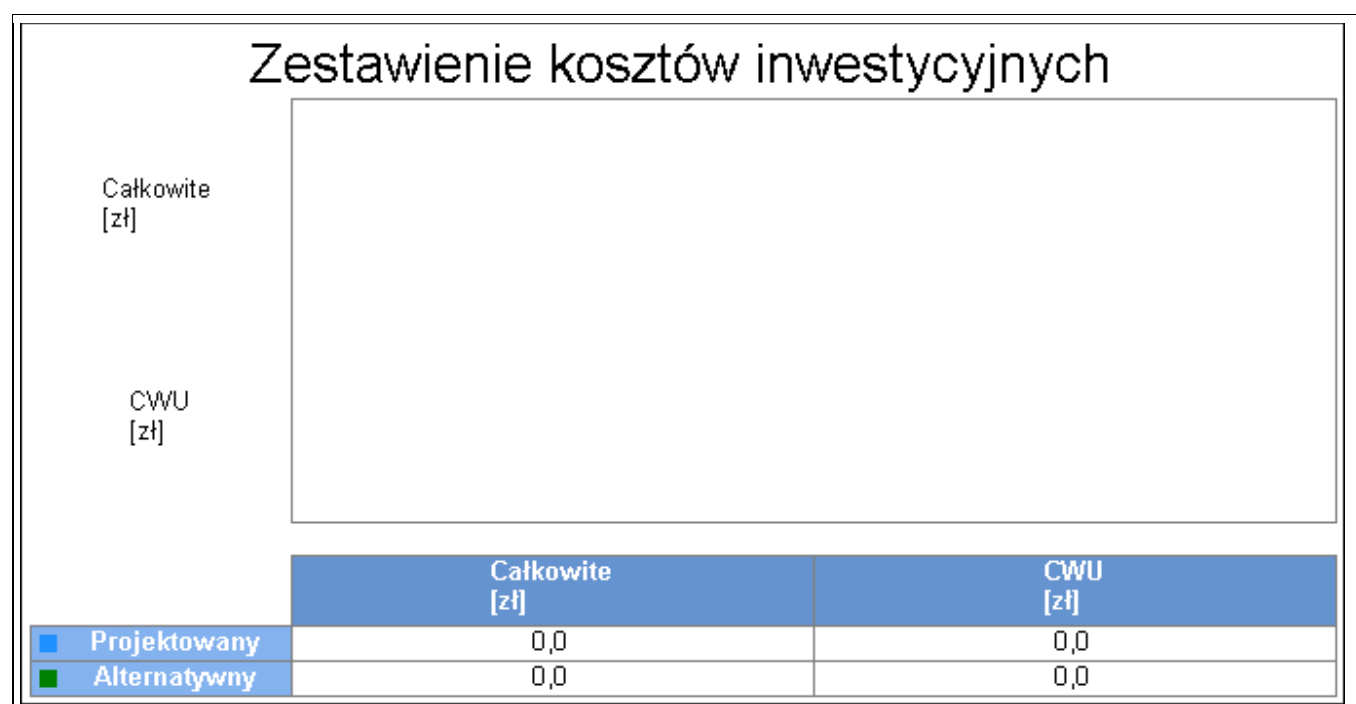 Zestawienie kosztów inwestycyjnych
Całkowite
[zł]
CWU
[zł]
Całkowite CWU
[zł] [zł]
Projektowany 0,0 0,0
Alternatywny 0,0 0,0